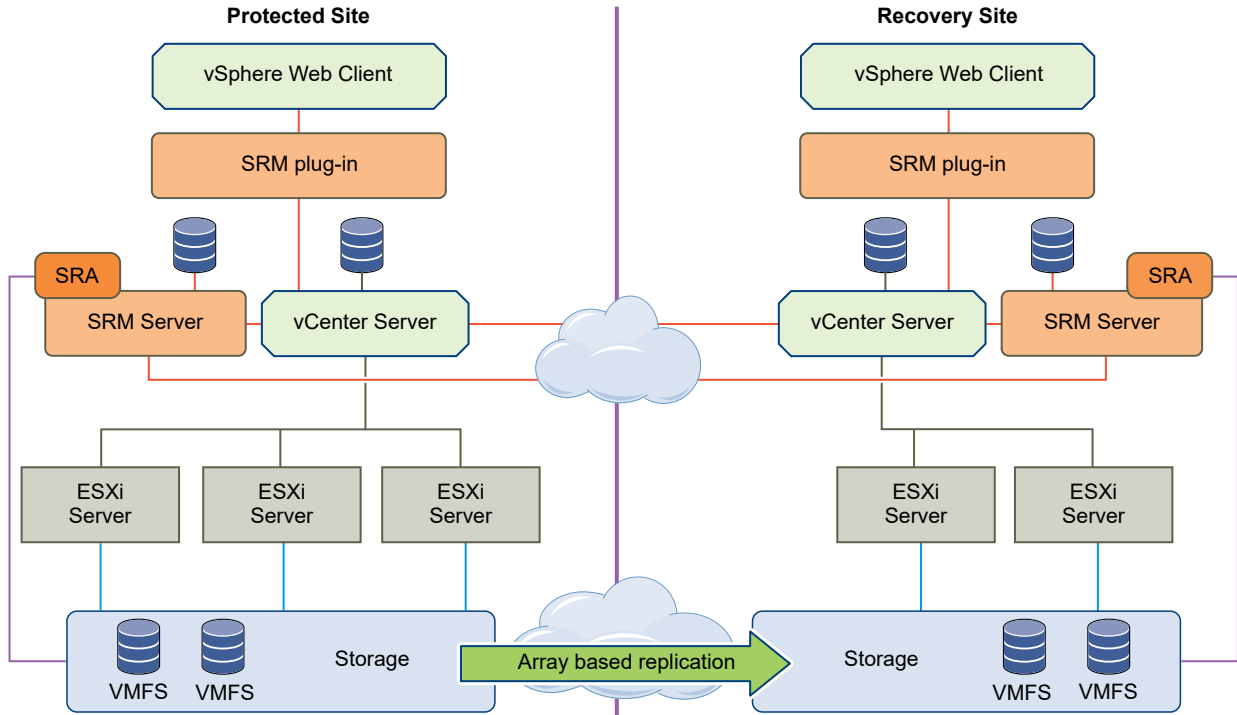 Protected Site
Recovery Site
vSphere Web Client
vSphere Web Client
SRM plug-in
SRM plug-in
SRA
SRA
SRM Server
vCenter Server
vCenter Server
SRM Server
ESXi
Server
ESXi
Server
ESXi
Server
ESXi
Server
ESXi
Server
Storage
Array based replication
Storage
VMFS
VMFS
VMFS
VMFS